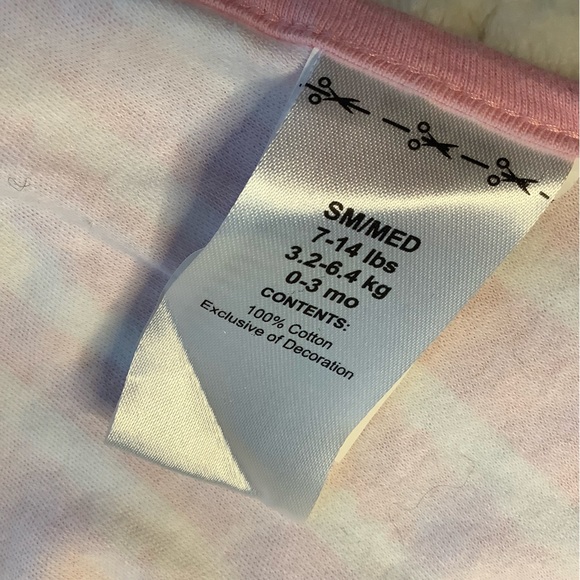 SM/MED
7-14 lbs
3.2-6.4 kg
0-3 mo
CONTENTS:
100% Cotton
Exclusive of Decoration